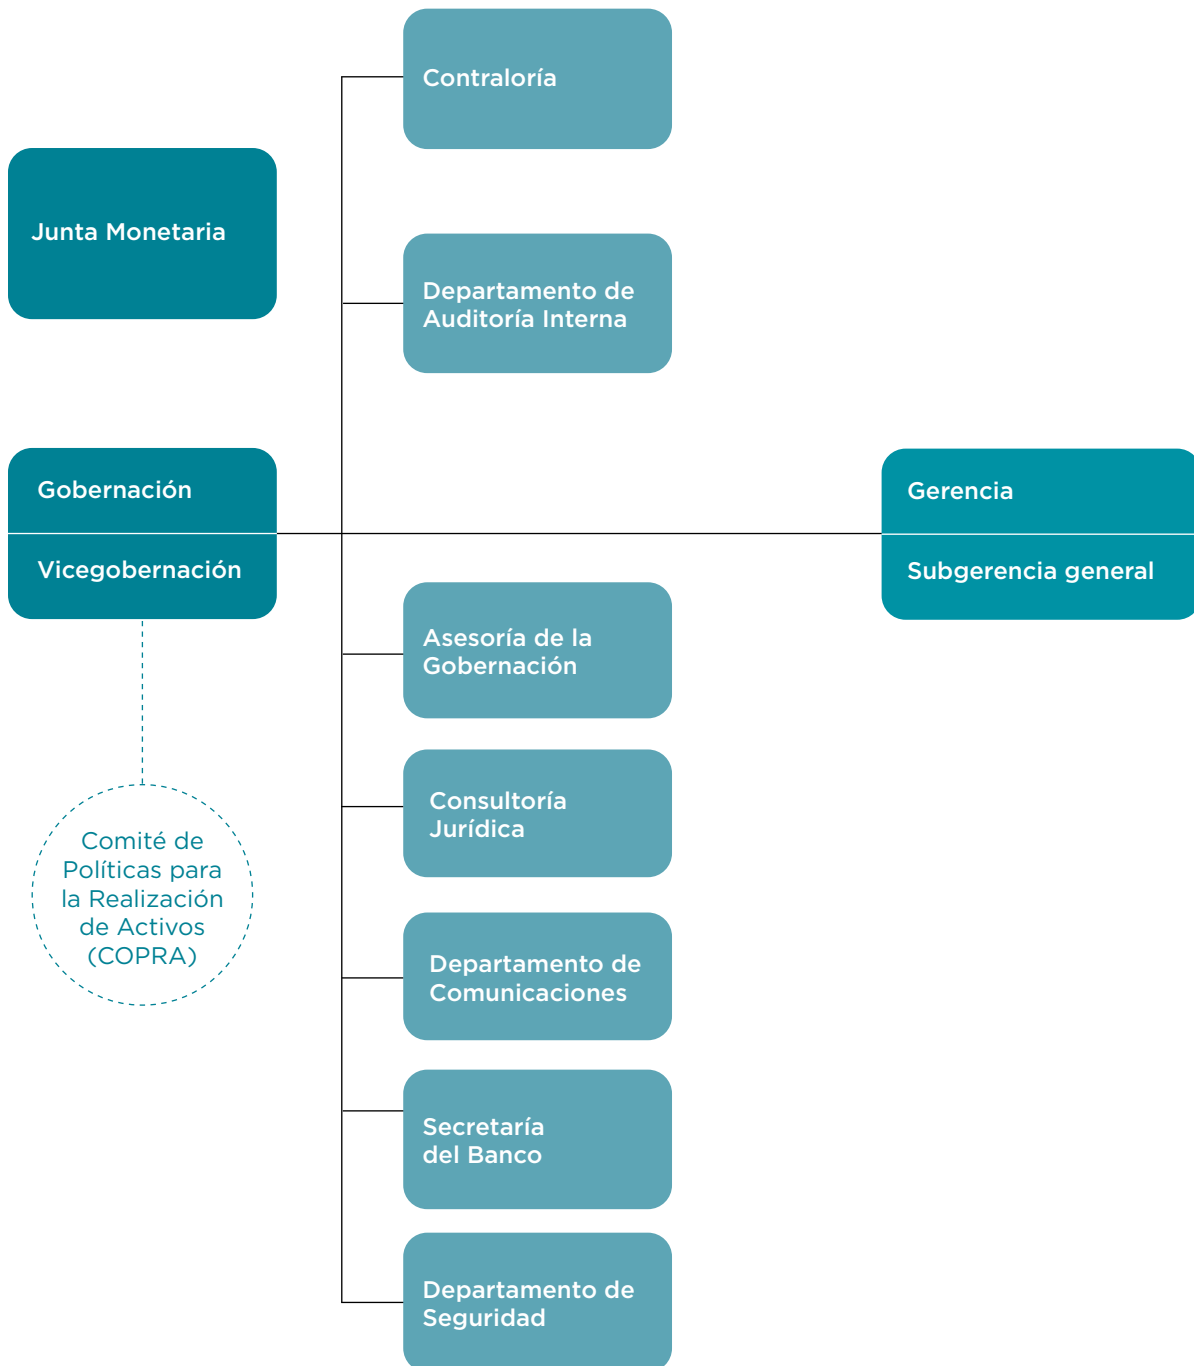 Contraloría
Junta Monetaria
Departamento de
Auditoría Interna
Gobernación
Vicegobernación
Gerencia
Subgerencia general
Asesoría de la
Gobernación
Consultoría
Jurídica
Comité de
Políticas para
la Realización
de Activos
(COPRA)
Departamento de
Comunicaciones
Secretaría
del Banco
Departamento de
Seguridad